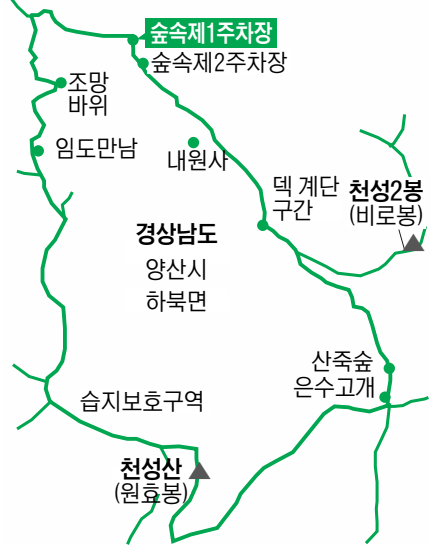 숲속제1주차장
숲속제2주차장
조망
바위
임도만남
내원사
덱 계단
구간
천성2봉
(비로봉)
경상남도
양산시
하북면
산죽숲
은수고개
습지보호구역
천성산
(원효봉)